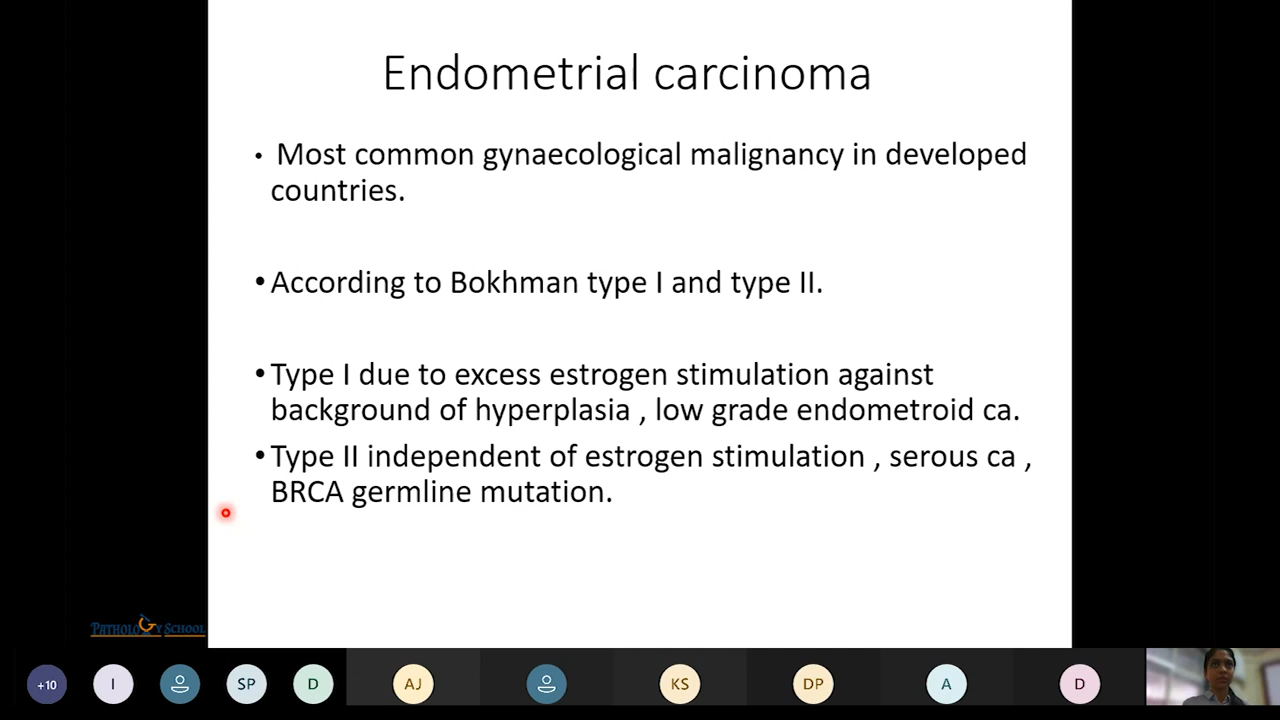 Endometrial carcinoma
• Most common gynaecological malignancy in developed
countries.
• According to Bokhman type I and type II.
• Type I due to excess estrogen stimulation against
background of hyperplasia , low grade endometroid ca.
• Type II independent of estrogen stimulation , serous ca ,
BRCA germline mutation.
PATHOLOGY SCHOOL
+10
I
SP
D
AJ
KS
DP
A
D